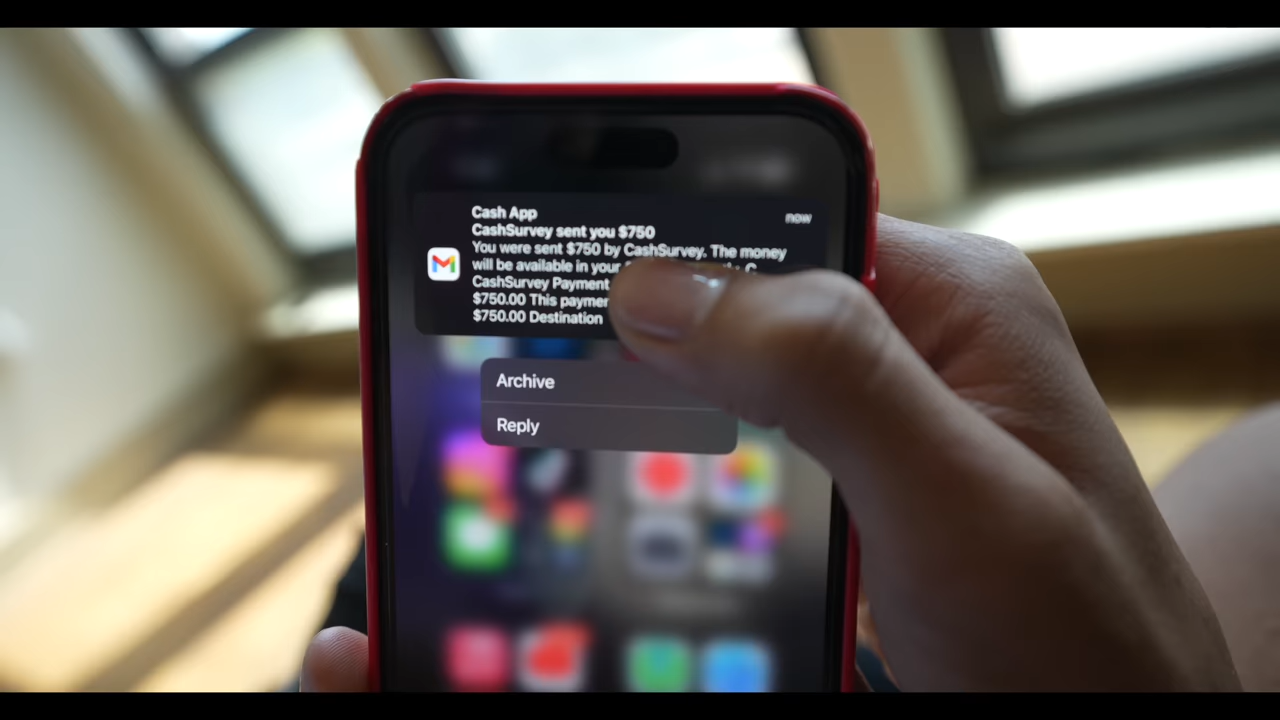 Cash App
now
CashSurvey sent you $750
You were sent $750 by CashSurvey. The money
will be available in your
CashSurvey Payment
$750.00 This paymen
$750.00 Destination
Archive
Reply